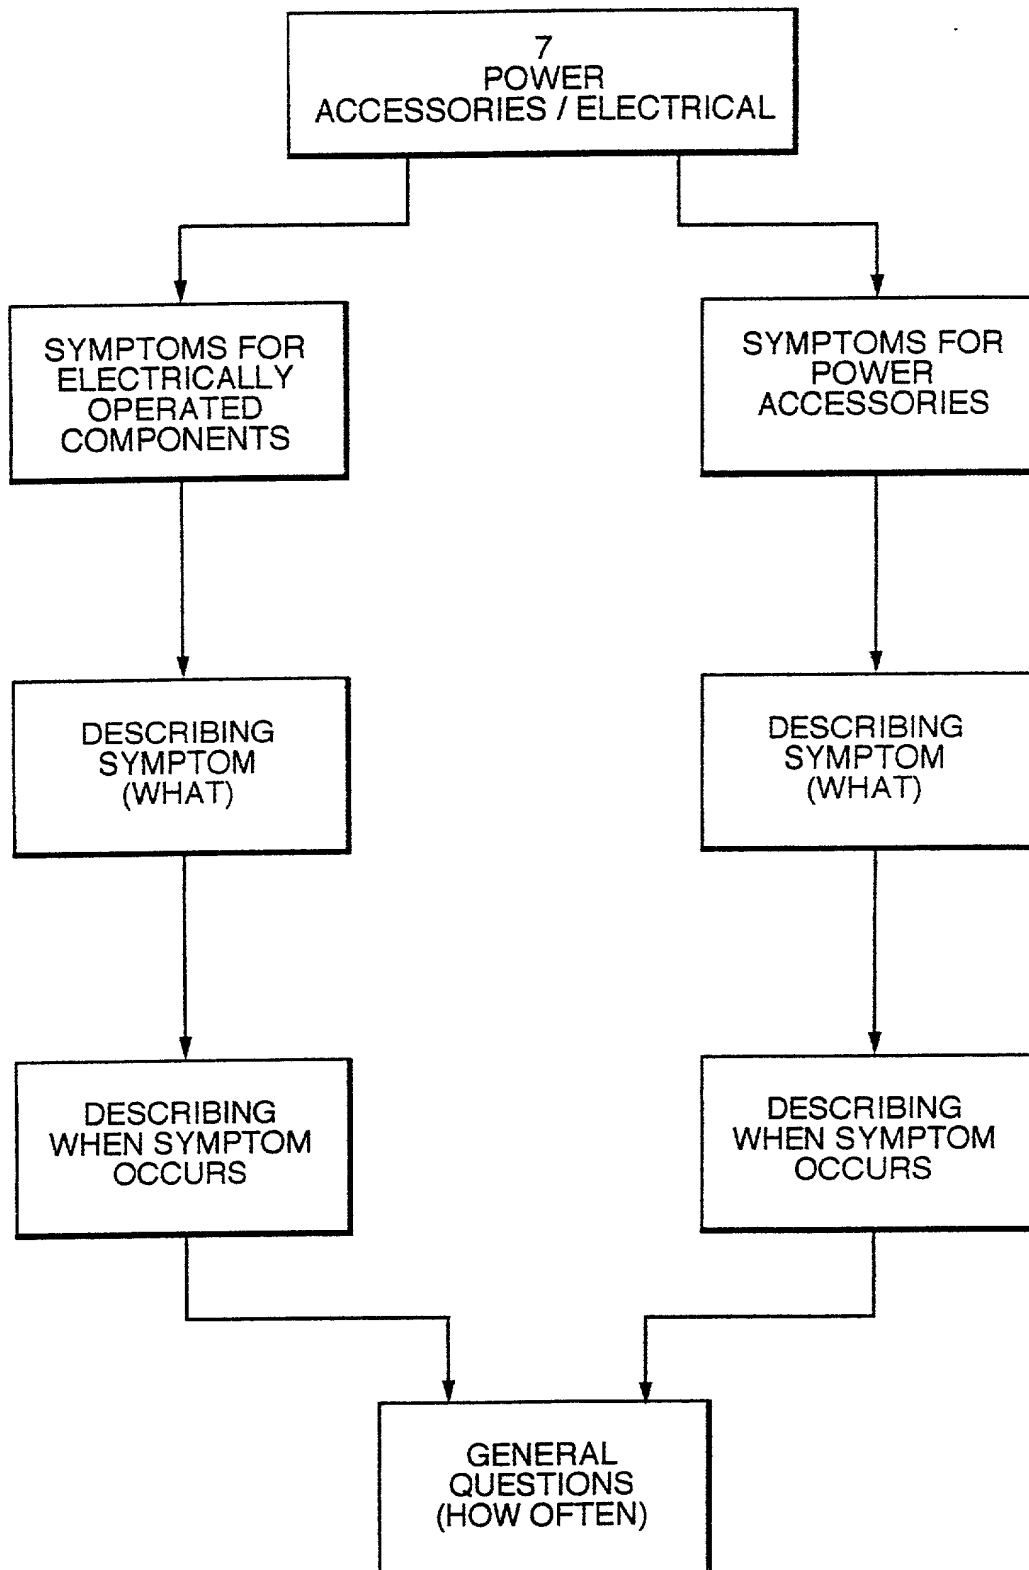 7
POWER
ACCESSORIES / ELECTRICAL
SYMPTOMS FOR
ELECTRICALLY
OPERATED
COMPONENTS
SYMPTOMS FOR
POWER
ACCESSORIES
DESCRIBING
SYMPTOM
(WHAT)
DESCRIBING
SYMPTOM
(WHAT)
DESCRIBING
WHEN SYMPTOM
OCCURS
DESCRIBING
WHEN SYMPTOM
OCCURS
GENERAL
QUESTIONS
(HOW OFTEN)